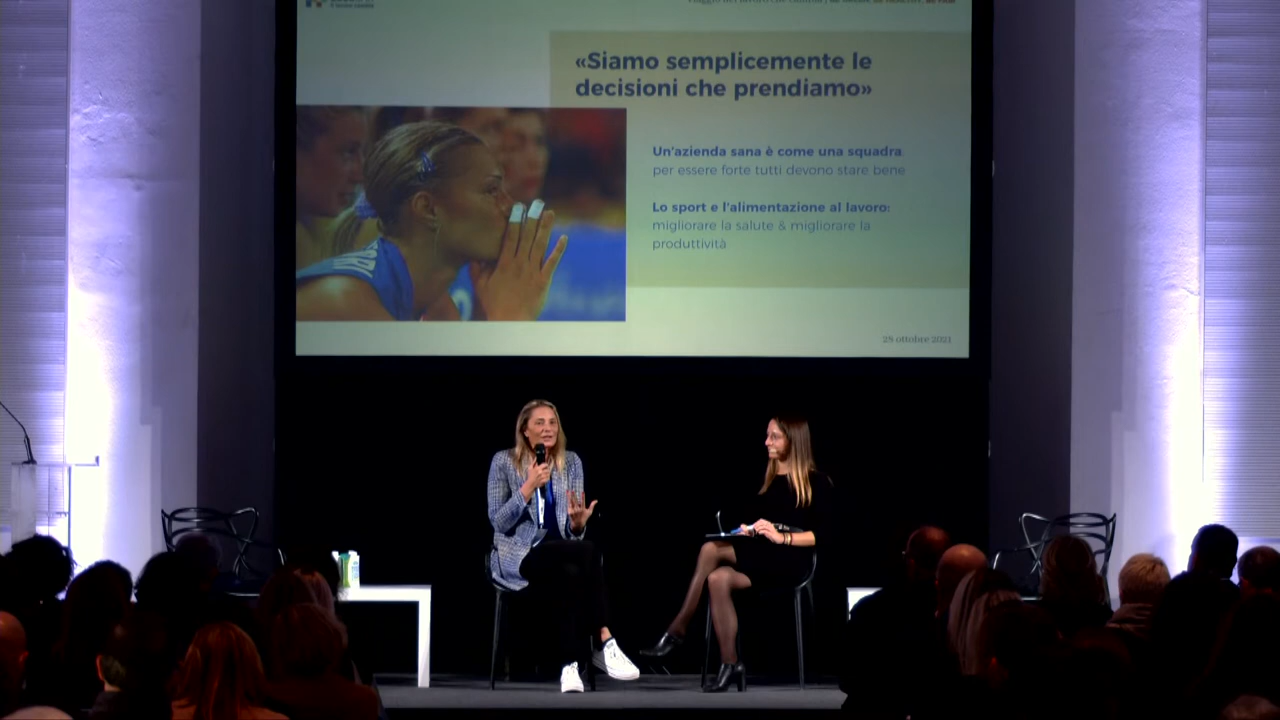 «Siamo semplicemente le
decisioni che prendiamo»
Un'azienda sana è come una squadra
per essere forte tutti devono stare bene
Lo sport e l'alimentazione al lavoro:
migliorare la salute & migliorare la
produttività
28 ottobre 2021